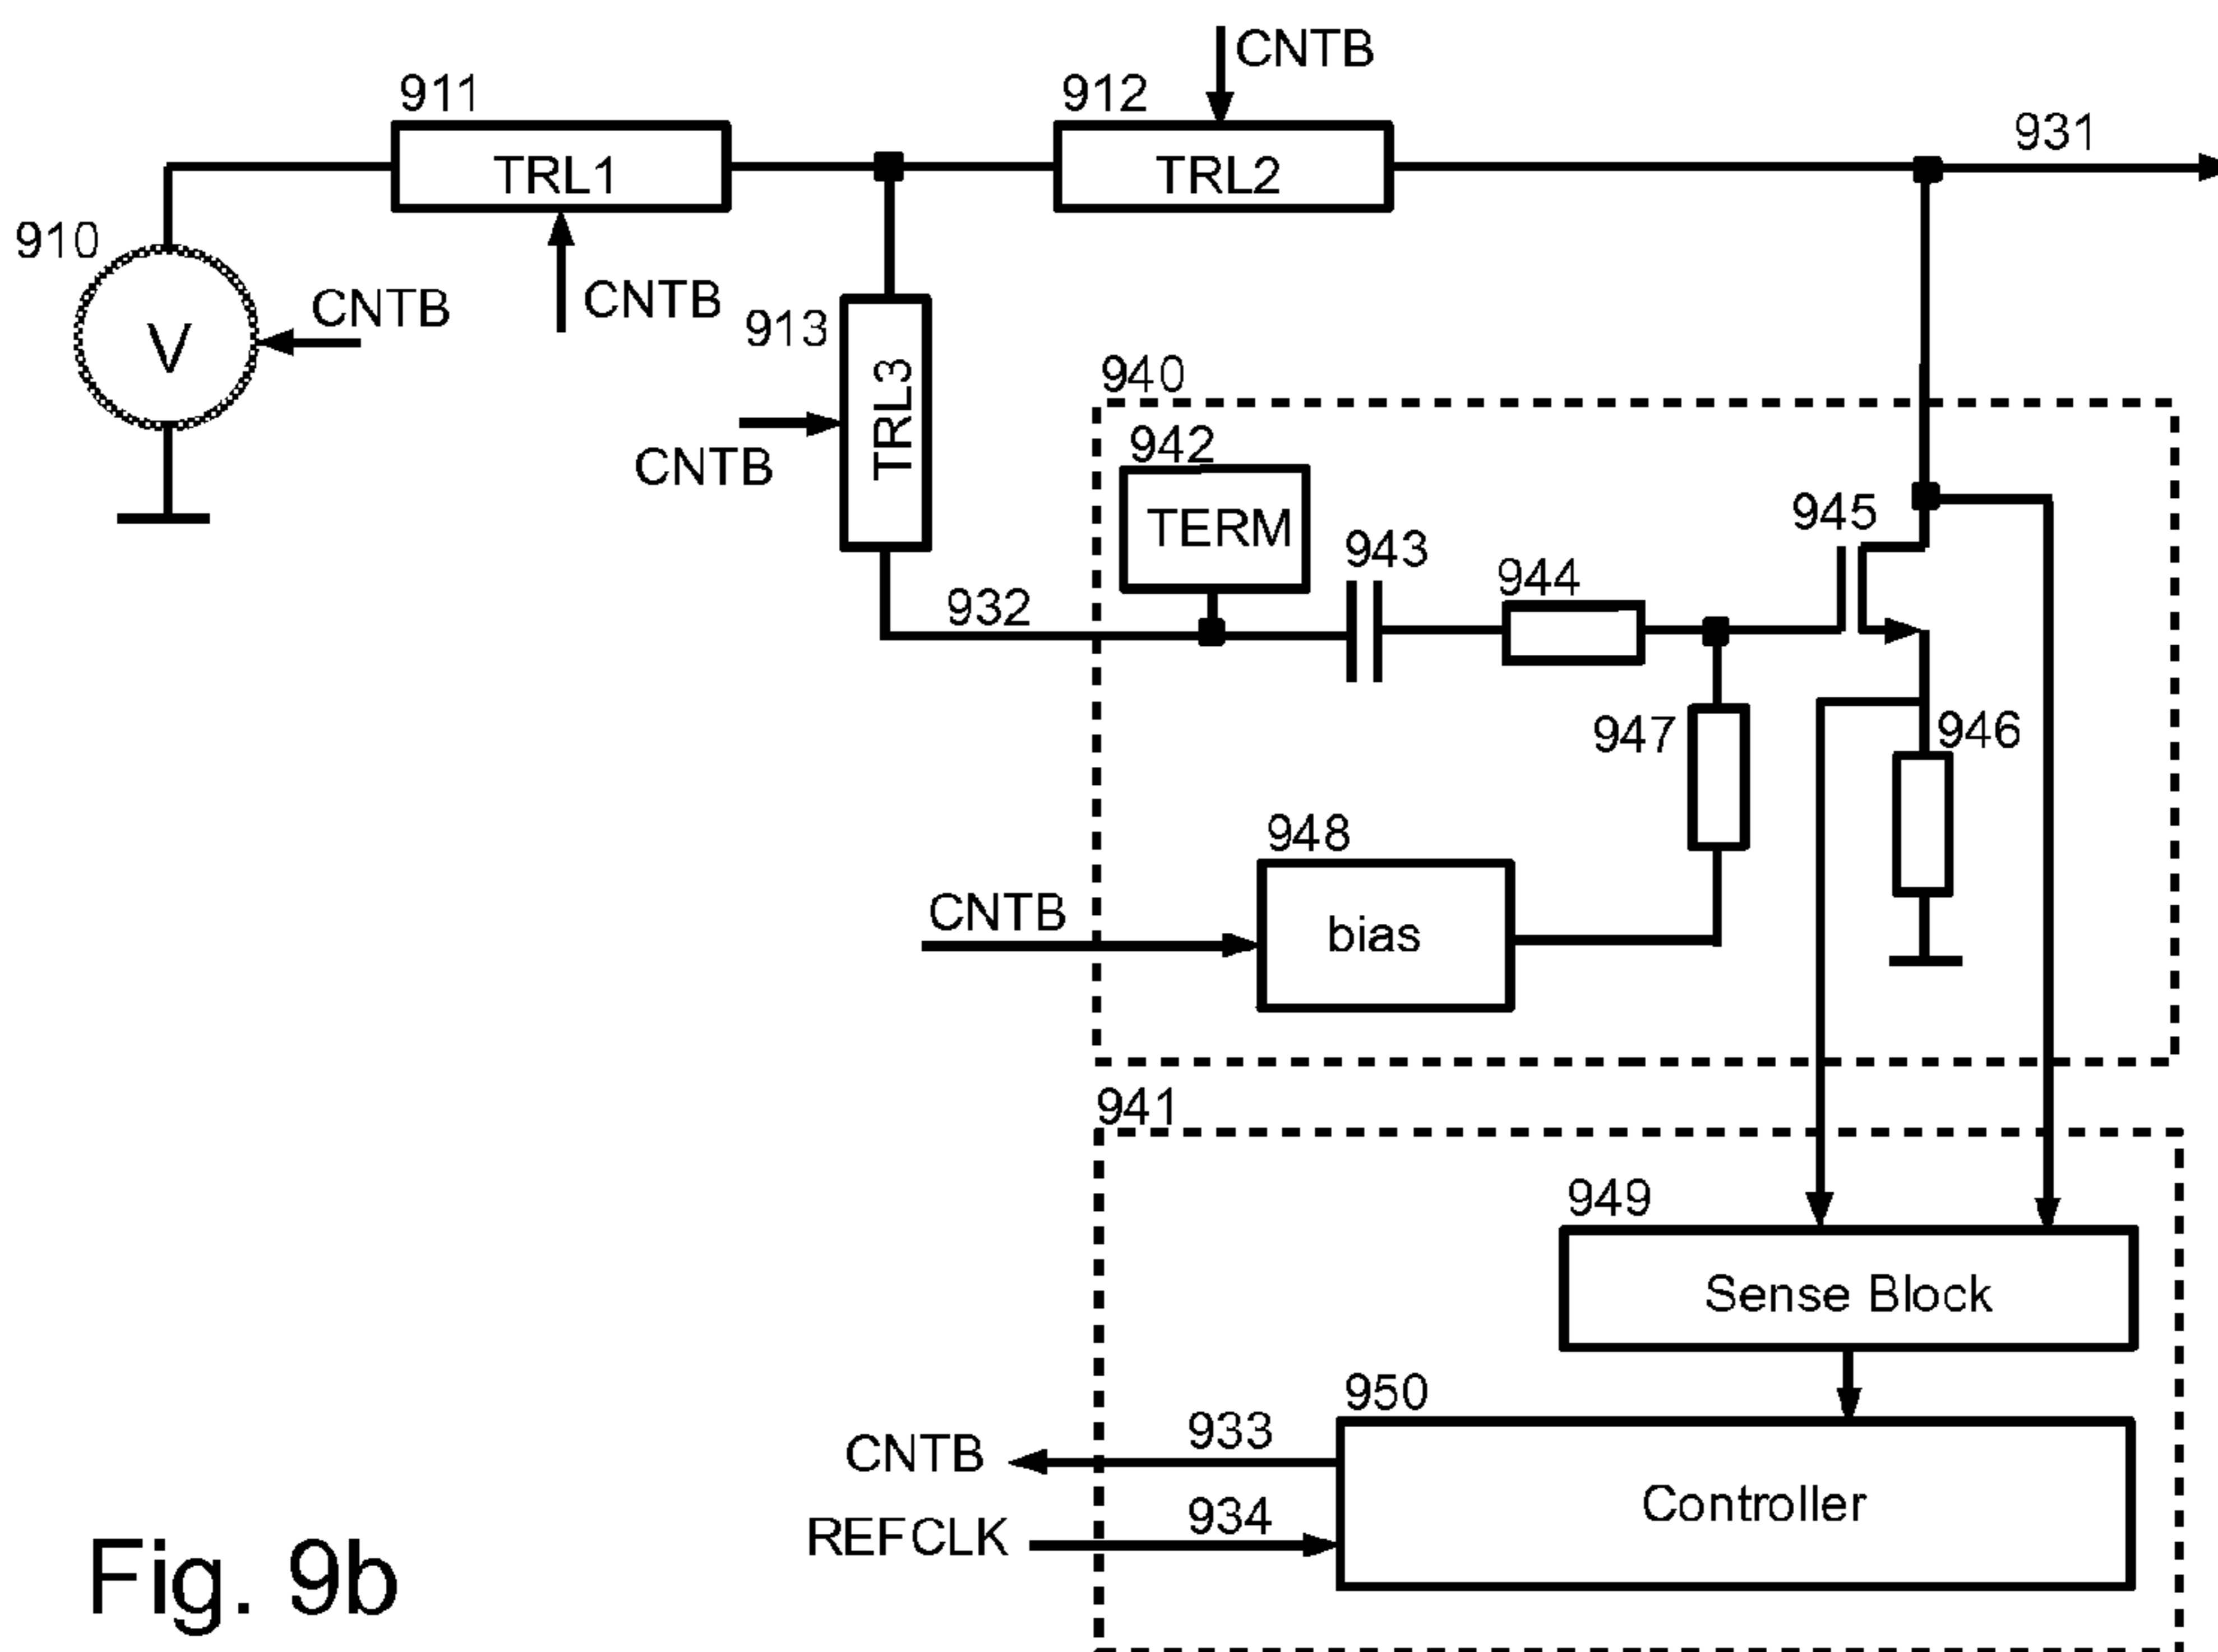 CNTB
911
912
931
TRL1
TRL2
910
CNTB
CNTB
V
913
TRL3
CNTB
940
942
TERM
943
944
945
932
947
946
948
CNTB
bias
941
949
Sense Block
950
933
CNTB
Controller
934
REFCLK
Fig. 9b